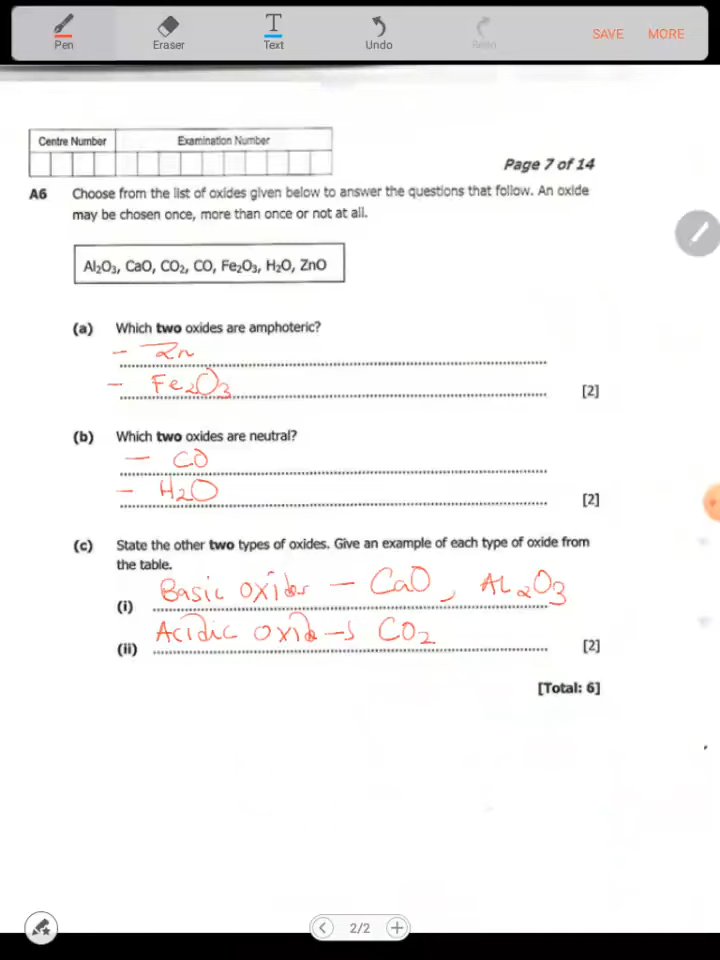 Pen Eraser Text Undo Redo SAVE MORE
Centre Number Examination Number
Page 7 of 14
A6 Choose from the list of oxides given below to answer the questions that follow. An oxide
may be chosen once, more than once or not at all.
Al₂O₃, CaO, CO₂, CO, Fe₂O₃, H₂O, ZnO
(a) Which two oxides are amphoteric?
– Zn
– Fe₂O₃
[2]
(b) Which two oxides are neutral?
– CO
– H₂O
[2]
(c) State the other two types of oxides. Give an example of each type of oxide from
the table.
(i) Basic oxides – CaO, Al₂O₃
(ii) Acidic oxide–s CO₂
[2]
[Total: 6]
2/2